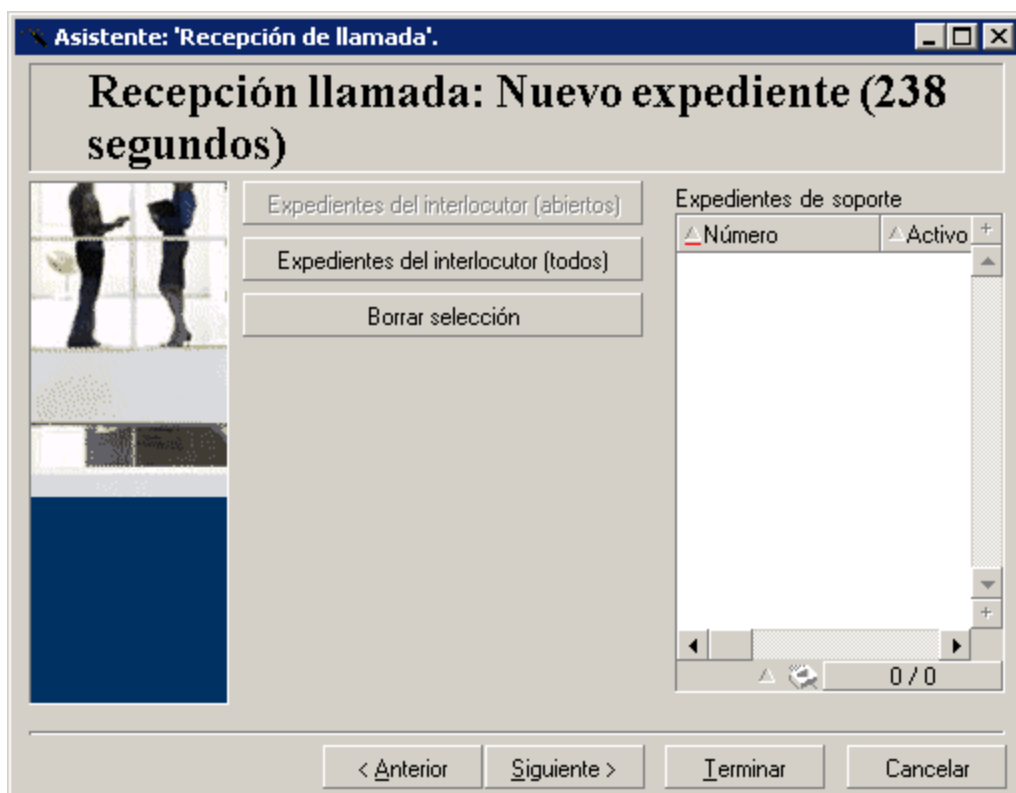 Asistente: 'Recepción de llamada'.
Recepción llamada: Nuevo expediente (238
segundos)
Expedientes del interlocutor (abiertos)
Expedientes del interlocutor (todos)
Borrar selección
Expedientes de soporte
Número
Activo
+
+
0 / 0
< Anterior
Siguiente >
Terminar
Cancelar